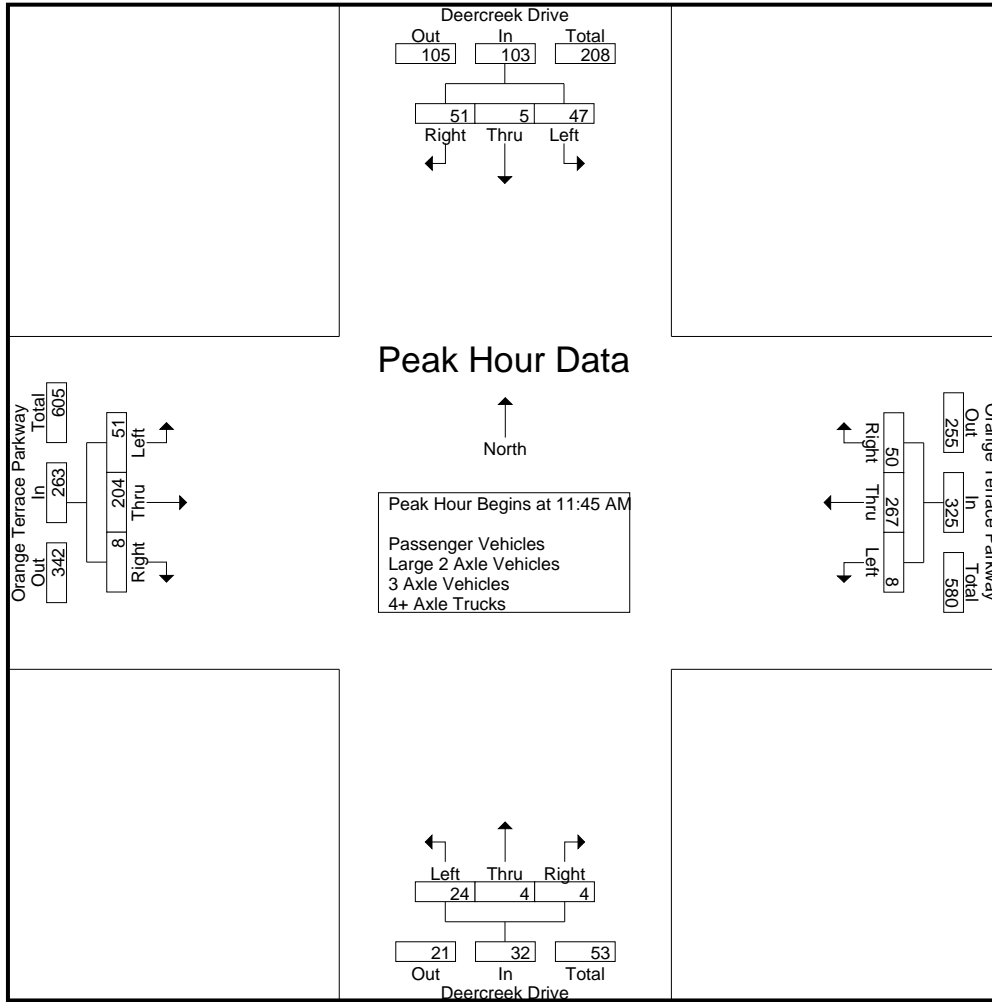 Deercreek Drive
Out In Total
105 103 208
51 5 47
Right Thru Left
Peak Hour Data
North
Peak Hour Begins at 11:45 AM
Passenger Vehicles
Large 2 Axle Vehicles
3 Axle Vehicles
4+ Axle Trucks
Orange Terrace Parkway
Out In Total
342 263 605
8 204 51
Right Thru Left
Orange Terrace Parkway
Out In Total
255 325 580
50 267 8
Right Thru Left
Left Thru Right
24 4 4
21 32 53
Out In Total
Deercreek Drive